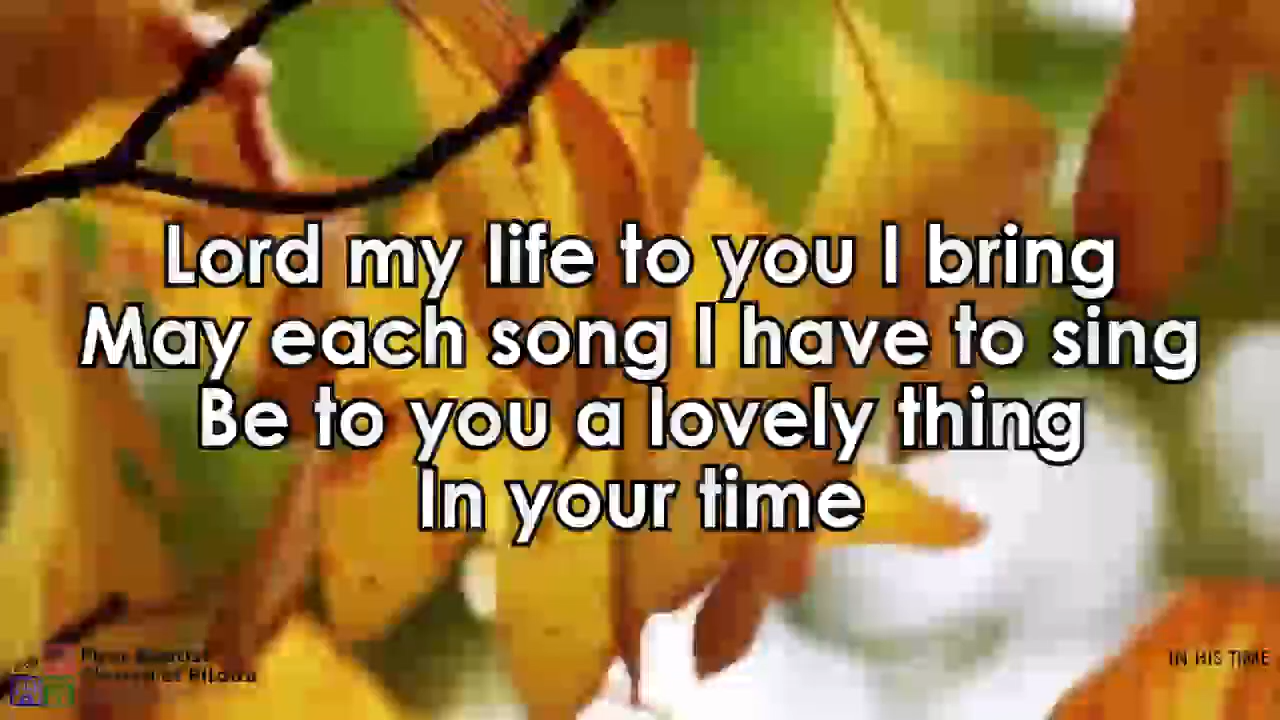 Lord my life to you I bring
May each song I have to sing
Be to you a lovely thing
In your time
IN HIS TIME